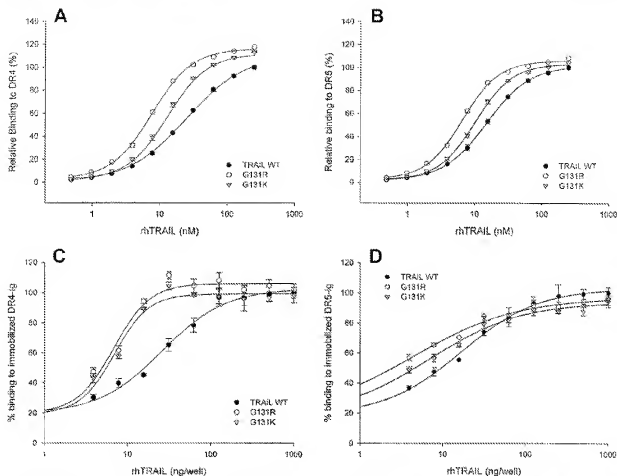 A
Relative Binding to DR4 (%)
140
120
100
80
60
40
20
0
TRAIL WT
G131R
G131K
1
10
100
1000
rhTRAIL (nM)
B
Relative Binding to DR5 (%)
140
120
100
80
60
40
20
0
TRAIL WT
G131R
G131K
1
10
100
1000
rhTRAIL (nM)
C
% binding to immobilized DR4-ig
140
120
100
80
60
40
20
0
TRAIL WT
G131R
G131K
1
10
100
1000
rhTRAIL (ng/well)
D
% binding to immobilized DR5-ig
140
120
100
80
60
40
20
0
TRAIL WT
G131R
G131K
1
10
100
1000
rhTRAIL (ng/well)